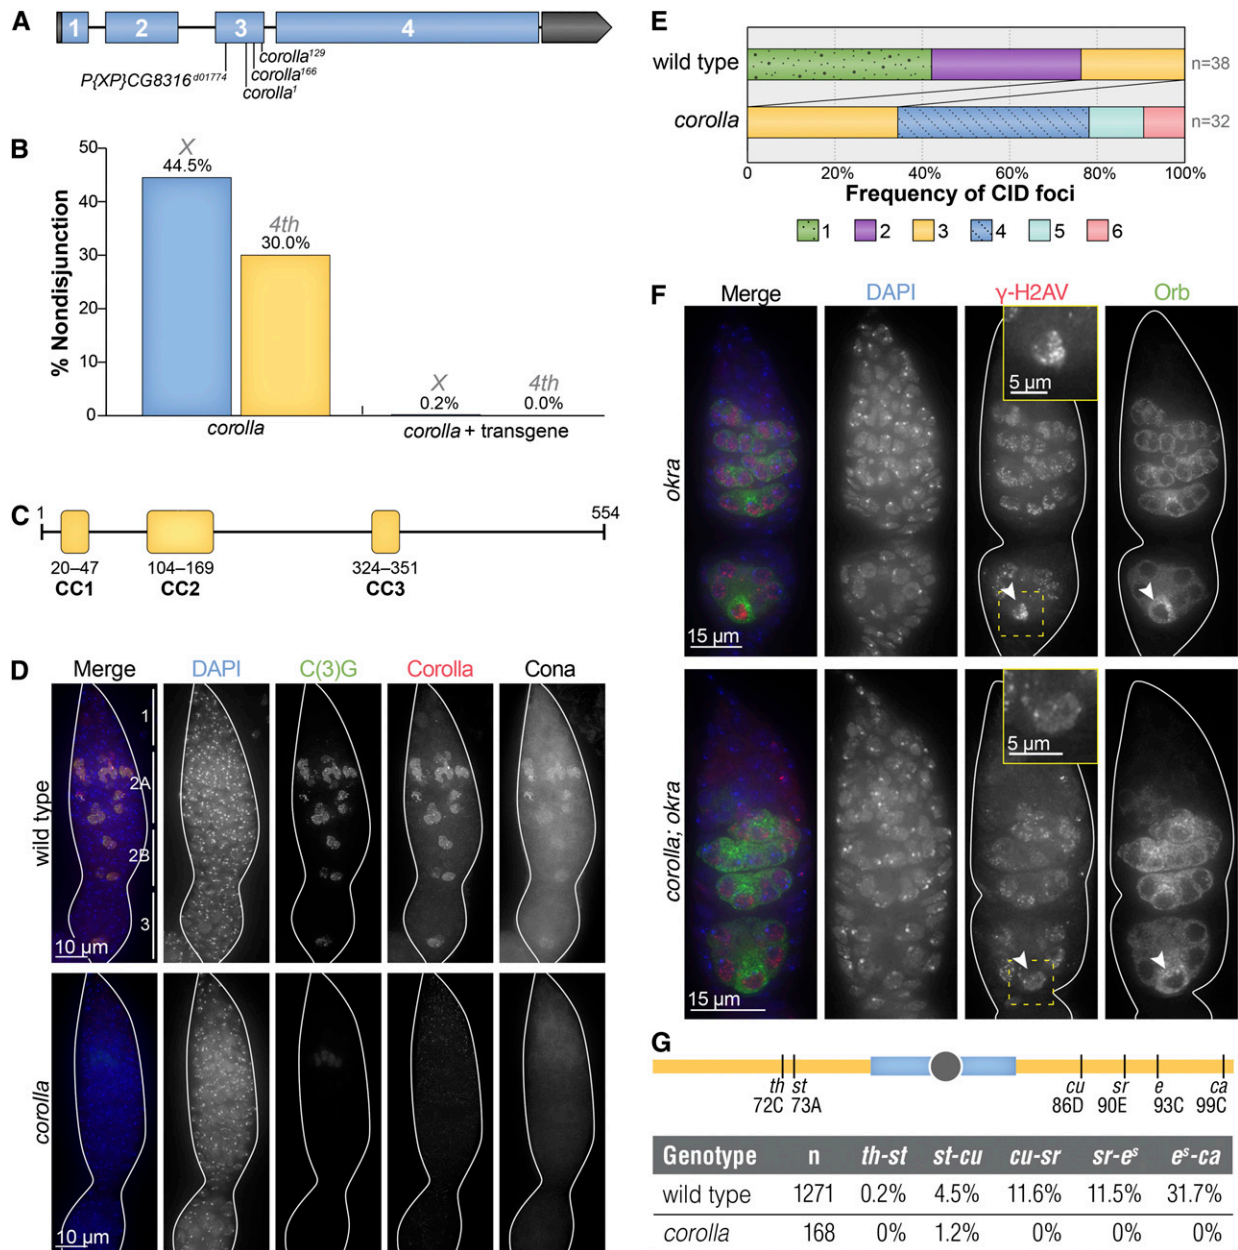 A
1 2 3 4
corolla129
corolla166
P{XP}CG8316d01774
corolla1
B
% Nondisjunction
50
40
30
20
10
0
X
44.5%
4th
30.0%
X
0.2%
4th
0.0%
corolla
corolla + transgene
C
1
554
20–47
104–169
324–351
CC1
CC2
CC3
D
Merge
DAPI
C(3)G
Corolla
Cona
wild type
1
2A
2B
3
10 µm
corolla
10 µm
E
wild type
n=38
corolla
n=32
0 20% 40% 60% 80% 100%
Frequency of CID foci
1 2 3 4 5 6
F
Merge
DAPI
γ-H2AV
Orb
okra
5 µm
15 µm
corolla; okra
5 µm
15 µm
G
th st cu sr e ca
72C 73A 86D 90E 93C 99C
Genotype n th-st st-cu cu-sr sr-es es-ca
wild type 1271 0.2% 4.5% 11.6% 11.5% 31.7%
corolla 168 0% 1.2% 0% 0% 0%